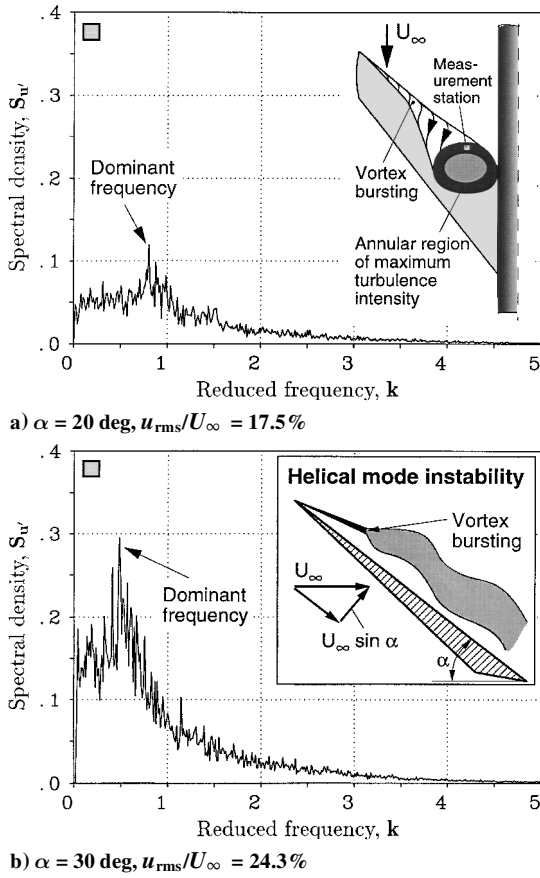 Spectral density, Su′
.4
.3
.2
.1
.0
U∞
Meas-
urement
station
Dominant
frequency
Vortex
bursting
Annular region
of maximum
turbulence
intensity
0 1 2 3 4 5
Reduced frequency, k
a) α = 20 deg, urms/U∞ = 17.5%
Spectral density, Su′
.4
.3
.2
.1
.0
Helical mode instability
Vortex
bursting
U∞
U∞ sin α
α
Dominant
frequency
0 1 2 3 4 5
Reduced frequency, k
b) α = 30 deg, urms/U∞ = 24.3%